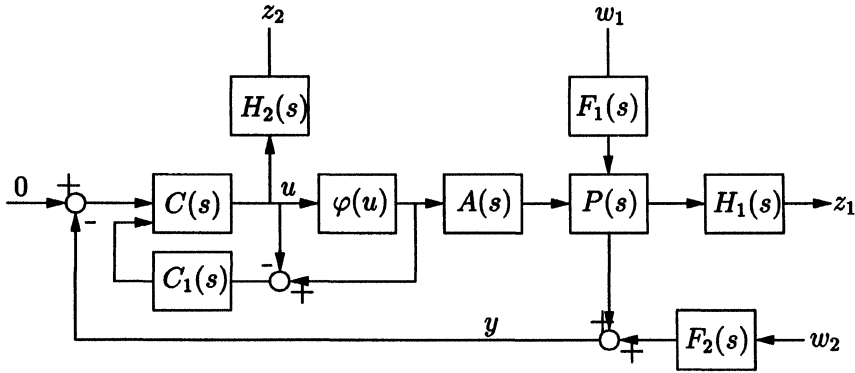 z₂ w₁
H₂(s) F₁(s)
0 + C(s) u φ(u) A(s) P(s) H₁(s) z₁
-
C₁(s) - +
y + + F₂(s) w₂